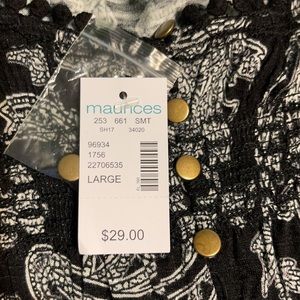 maurices
253 661 SMT
SH17 34020
96934
1756
22706535
LARGE
$29.00